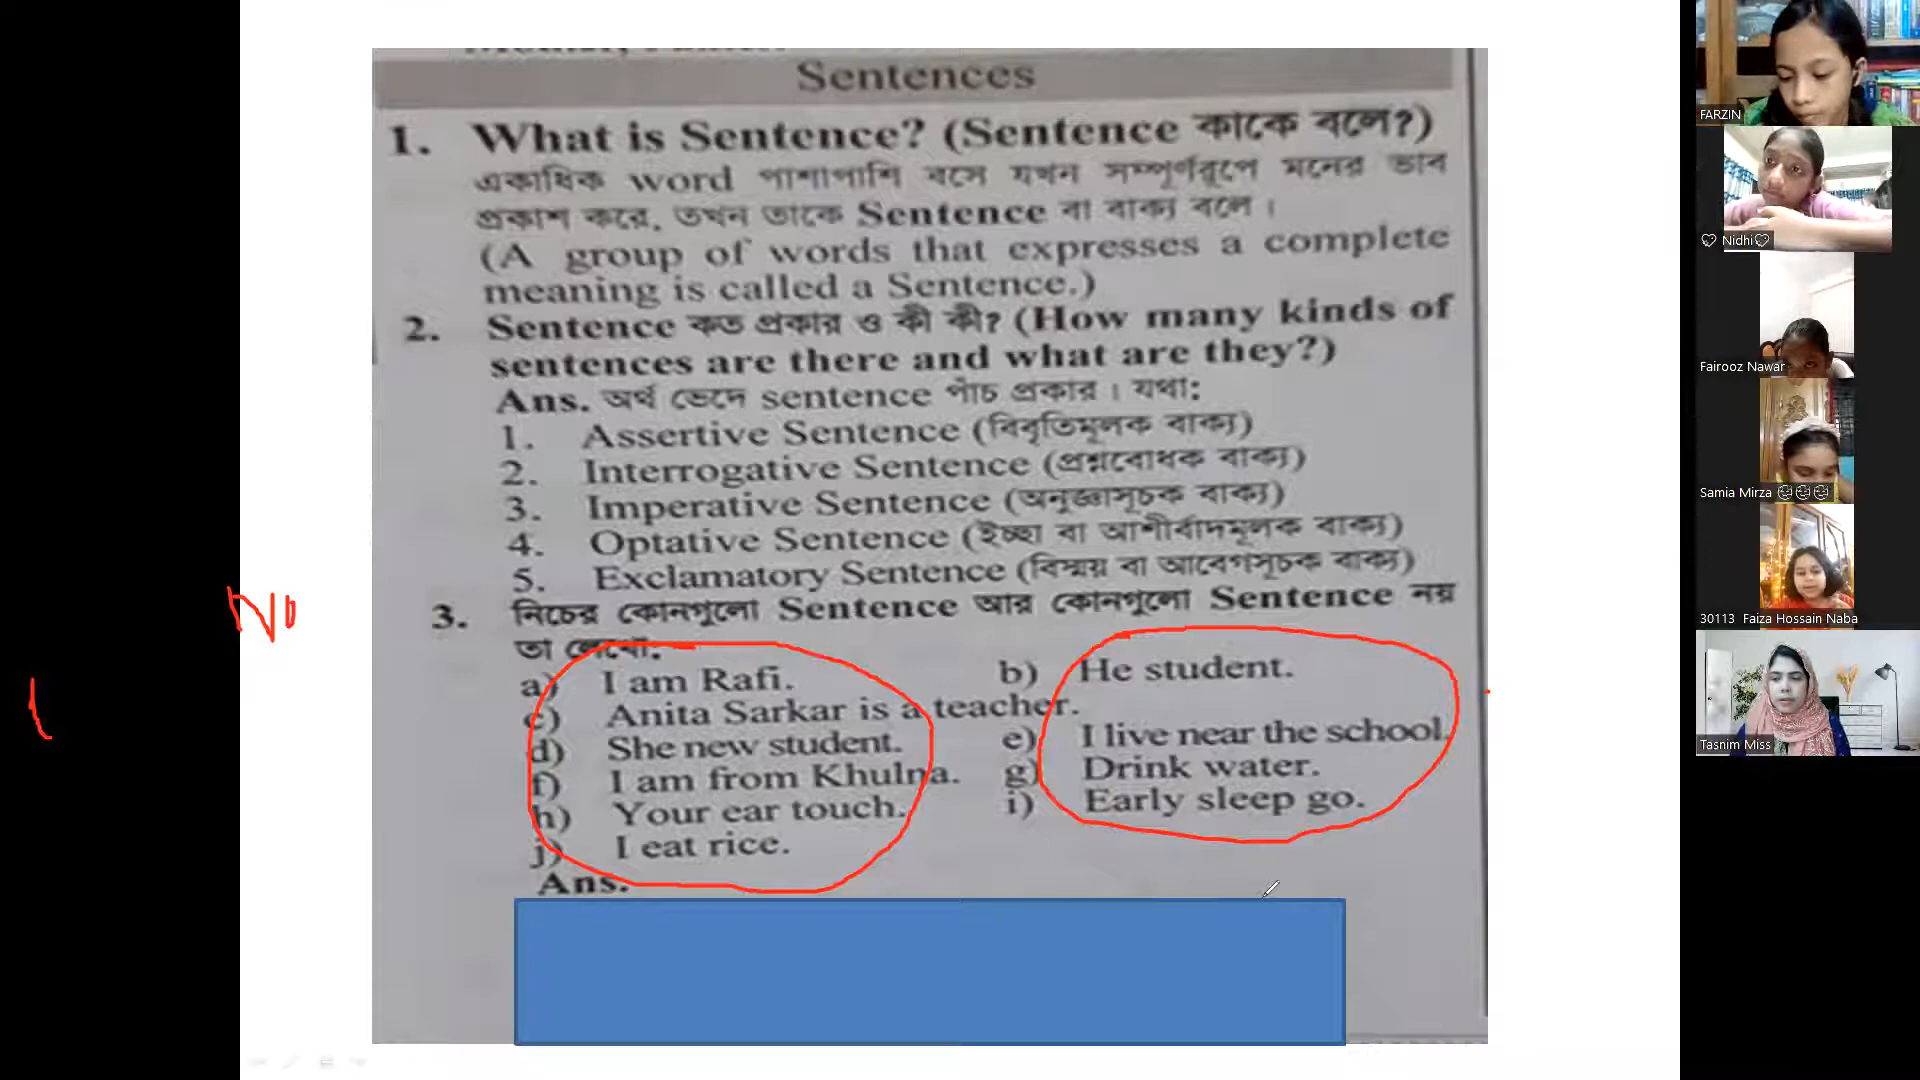 Sentences
1. What is Sentence? (Sentence কাকে বলে?)
একাধিক word পাশাপাশি বসে যখন সম্পূর্ণরূপে মনের ভাব
প্রকাশ করে, তখন তাকে Sentence বা বাক্য বলে।
(A group of words that expresses a complete
meaning is called a Sentence.)
2. Sentence কত প্রকার ও কী কী? (How many kinds of
sentences are there and what are they?)
Ans. অর্থ ভেদে sentence পাঁচ প্রকার। যথা:
1. Assertive Sentence (বিবৃতিমূলক বাক্য)
2. Interrogative Sentence (প্রশ্নবোধক বাক্য)
3. Imperative Sentence (অনুজ্ঞাসূচক বাক্য)
4. Optative Sentence (ইচ্ছা বা আশীর্বাদমূলক বাক্য)
5. Exclamatory Sentence (বিস্ময় বা আবেগসূচক বাক্য)
No
3. নিচের কোনগুলো Sentence আর কোনগুলো Sentence নয়
তা লেখো:
a) I am Rafi. b) He student.
c) Anita Sarkar is a teacher.
d) She new student. e) I live near the school.
f) I am from Khulna. g) Drink water.
h) Your ear touch. i) Early sleep go.
j) I eat rice.
Ans.
FARZIN
Nidhi
Fairooz Nawar
Samia Mirza
30113 Faiza Hossain Naba
Tasnim Miss